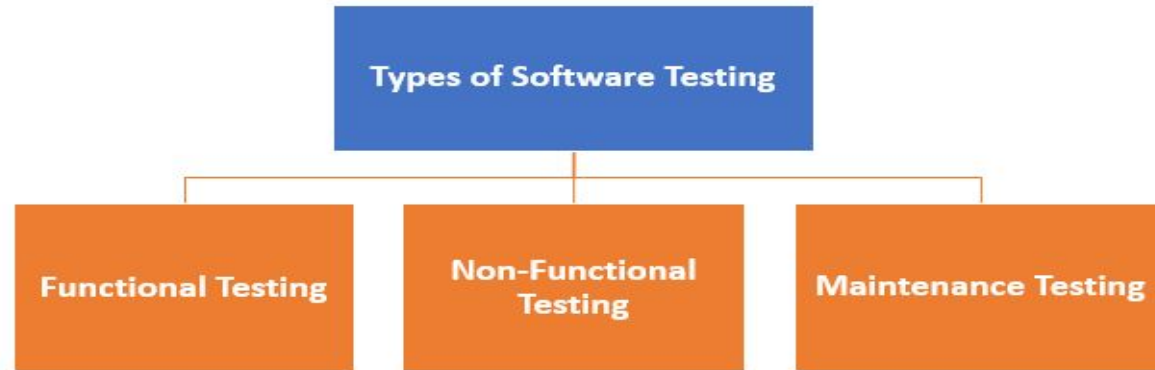 Types of Software Testing
Functional Testing
Non-Functional
Testing
Maintenance Testing